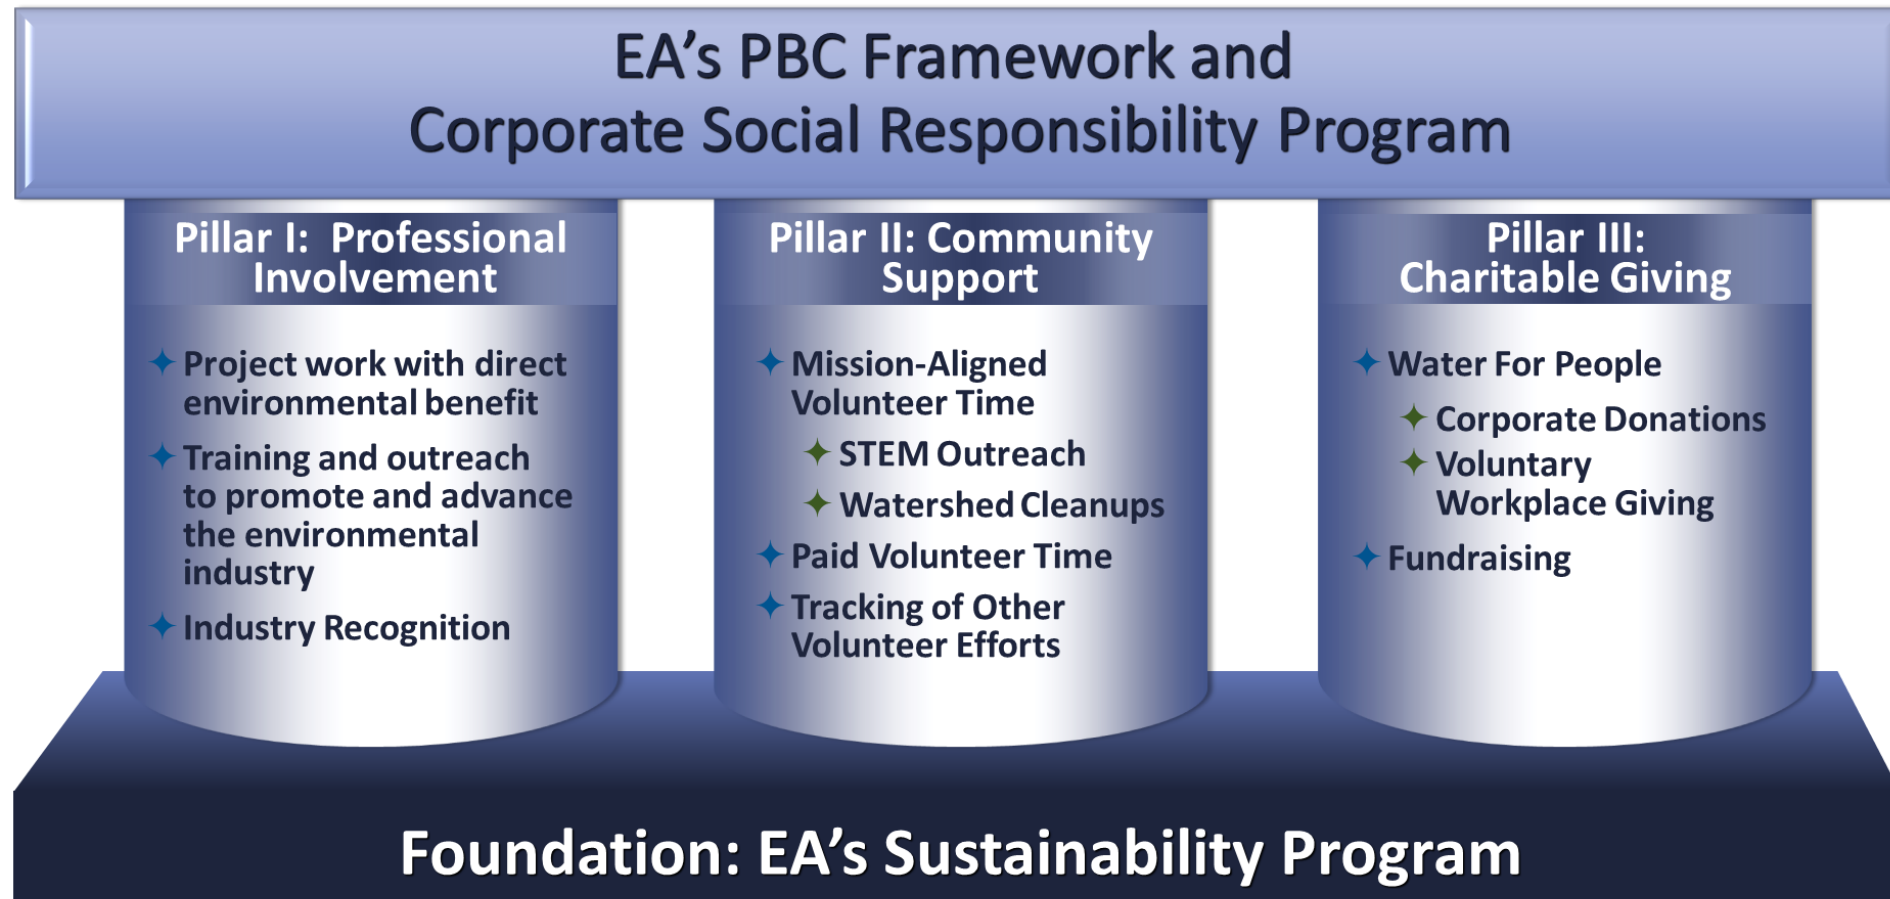 EA’s PBC Framework and
Corporate Social Responsibility Program
Pillar I:  Professional
Involvement
Project work with direct
environmental benefit
Training and outreach
to promote and advance
the environmental
industry
Industry Recognition
Pillar II: Community
Support
Mission-Aligned
Volunteer Time
STEM Outreach
Watershed Cleanups
Paid Volunteer Time
Tracking of Other
Volunteer Efforts
Pillar III:
Charitable Giving
Water For People
Corporate Donations
Voluntary
Workplace Giving
Fundraising
Foundation: EA’s Sustainability Program